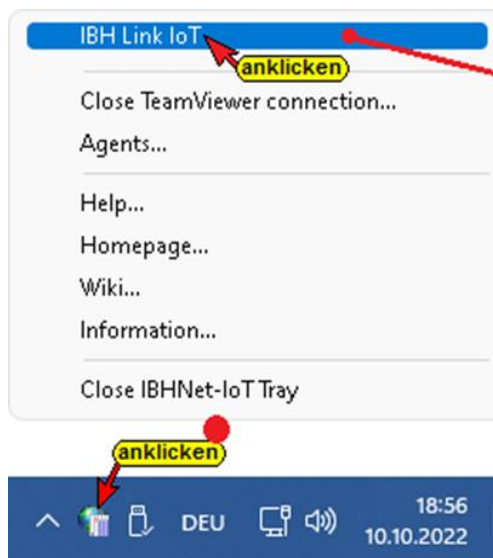 IBH Link IoT
anklicken
Close TeamViewer connection...
Agents...
Help...
Homepage...
Wiki...
Information...
Close IBHNet-IoT Tray
anklicken
DEU
18:56
10.10.2022